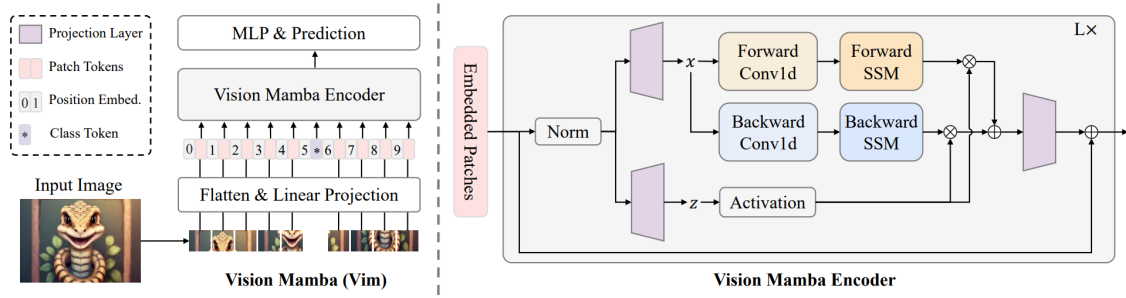 Projection Layer
Patch Tokens
0 1 Position Embed.
* Class Token
Input Image
MLP & Prediction
Vision Mamba Encoder
0 1 2 3 4 5 * 6 7 8 9
Flatten & Linear Projection
Vision Mamba (Vim)
Embedded Patches
L×
Norm
x
Forward
Conv1d
Forward
SSM
Backward
Conv1d
Backward
SSM
z
Activation
Vision Mamba Encoder